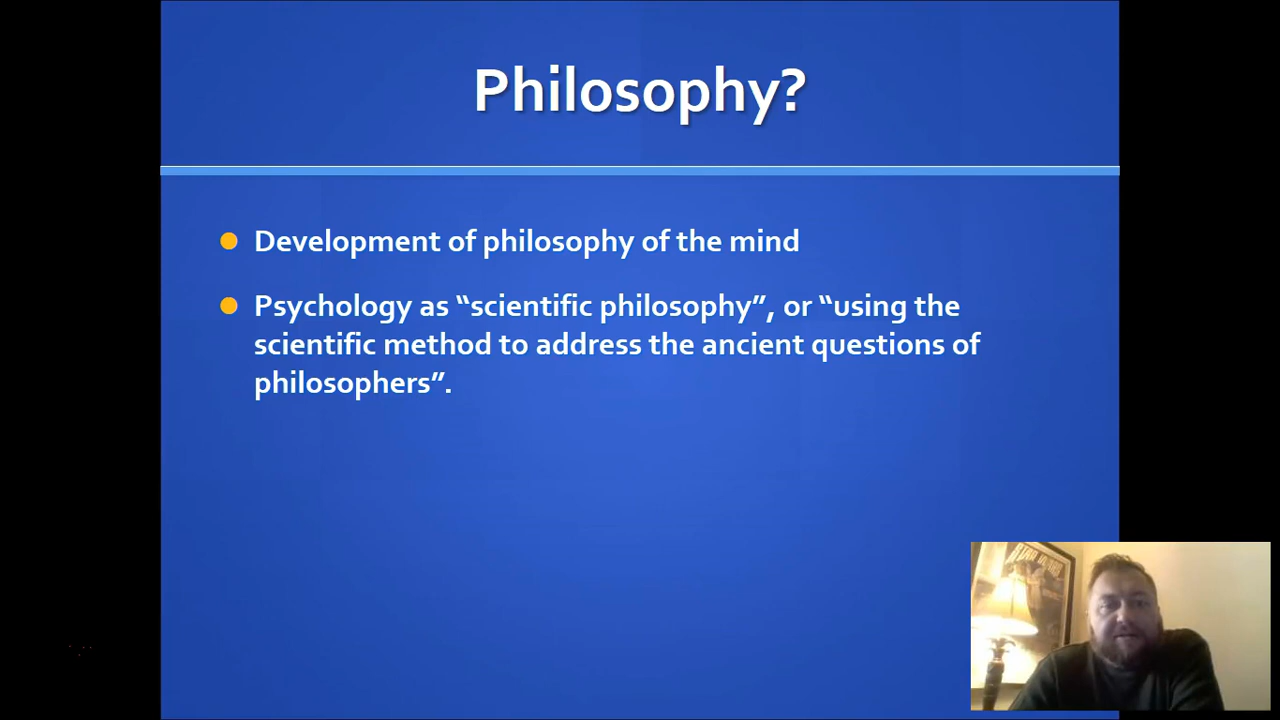 Philosophy?
Development of philosophy of the mind
Psychology as “scientific philosophy”, or “using the
scientific method to address the ancient questions of
philosophers”.